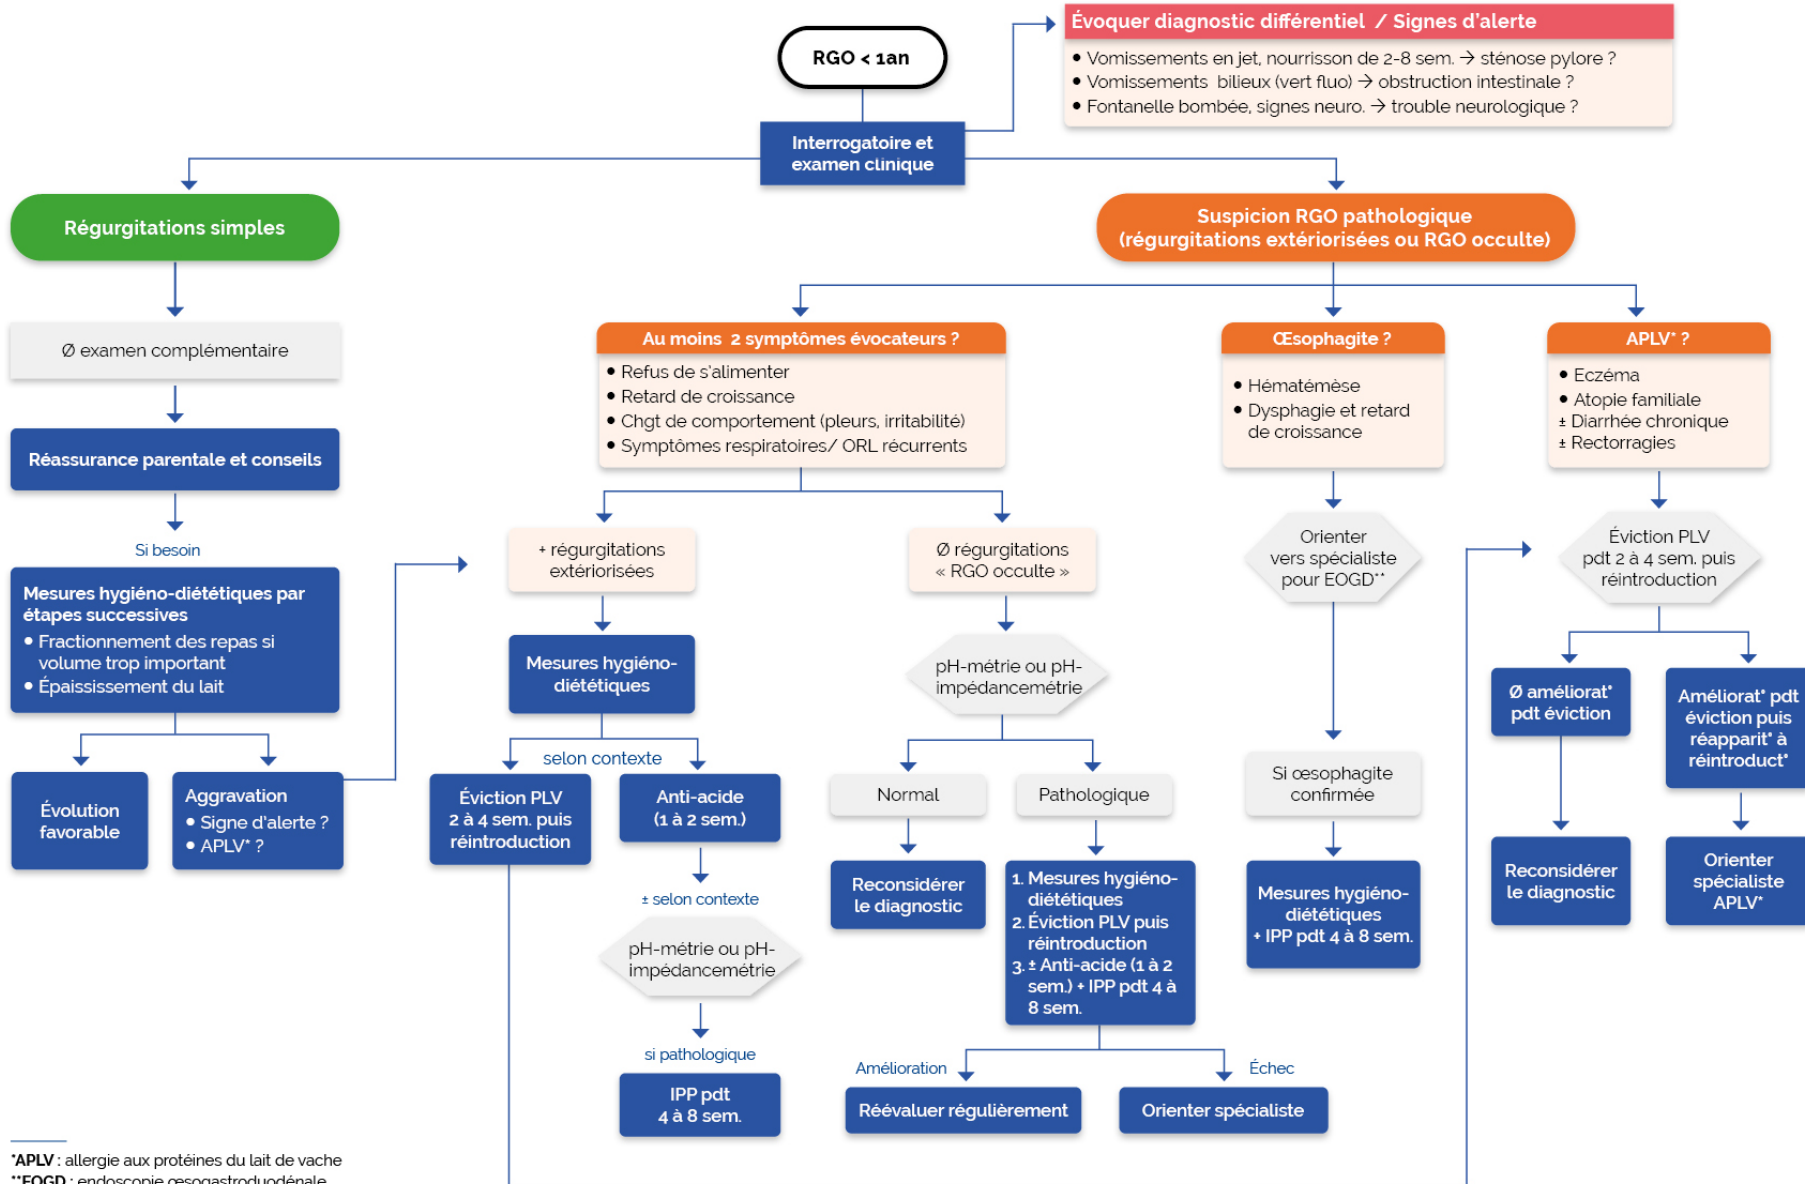 RGO < 1an
Évoquer diagnostic différentiel / Signes d'alerte
• Vomissements en jet, nourrisson de 2-8 sem. → sténose pylore ?
• Vomissements bilieux (vert fluo) → obstruction intestinale ?
• Fontanelle bombée, signes neuro. → trouble neurologique ?
Interrogatoire et
examen clinique
Régurgitations simples
Ø examen complémentaire
Réassurance parentale et conseils
Si besoin
Mesures hygiéno-diététiques par
étapes successives
• Fractionnement des repas si
volume trop important
• Épaississement du lait
Évolution
favorable
Aggravation
• Signe d'alerte ?
• APLV* ?
Suspicion RGO pathologique
(régurgitations extériorisées ou RGO occulte)
Au moins 2 symptômes évocateurs ?
• Refus de s'alimenter
• Retard de croissance
• Chgt de comportement (pleurs, irritabilité)
• Symptômes respiratoires/ ORL récurrents
+ régurgitations
extériorisées
Mesures hygiéno-
diététiques
selon contexte
Éviction PLV
2 à 4 sem. puis
réintroduction
Anti-acide
(1 à 2 sem.)
± selon contexte
pH-métrie ou pH-
impédancemétrie
si pathologique
IPP pdt
4 à 8 sem.
Ø régurgitations
« RGO occulte »
pH-métrie ou pH-
impédancemétrie
Normal
Reconsidérer
le diagnostic
Pathologique
1. Mesures hygiéno-
diététiques
2. Éviction PLV puis
réintroduction
3. ± Anti-acide (1 à 2
sem.) + IPP pdt 4 à
8 sem.
Amélioration
Réévaluer régulièrement
Échec
Orienter spécialiste
Œsophagite ?
• Hématémèse
• Dysphagie et retard
de croissance
Orienter
vers spécialiste
pour EOGD**
Si œsophagite
confirmée
Mesures hygiéno-
diététiques
+ IPP pdt 4 à 8 sem.
APLV* ?
• Eczéma
• Atopie familiale
± Diarrhée chronique
± Rectorragies
Éviction PLV
pdt 2 à 4 sem. puis
réintroduction
Ø améliorat°
pdt éviction
Reconsidérer
le diagnostic
Améliorat° pdt
éviction puis
réapparit° à
réintroduct°
Orienter
spécialiste
APLV*
*APLV : allergie aux protéines du lait de vache
**EOGD : endoscopie œsogastroduodénale